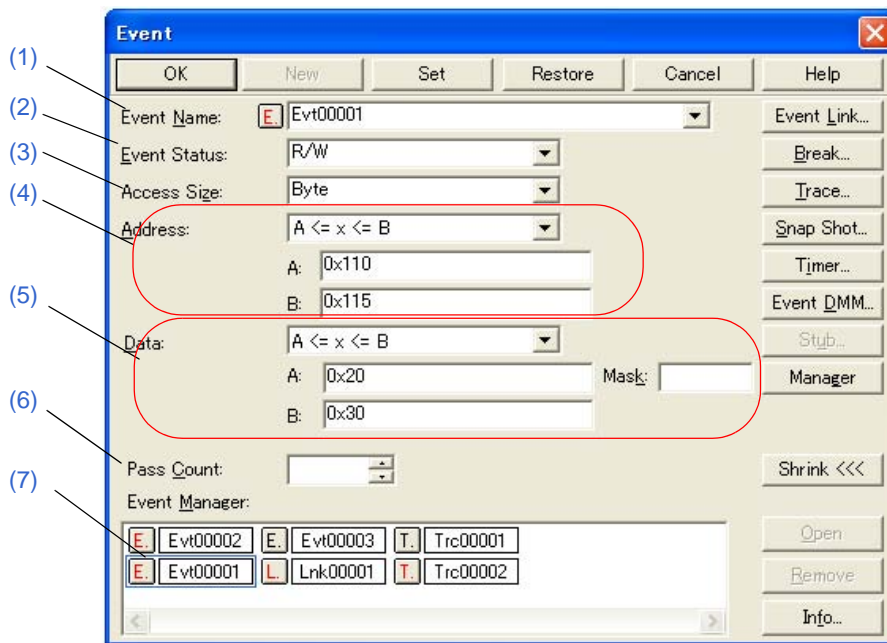 Event
OK New Set Restore Cancel Help
(1) Event Name: E. Evt00001 Event Link...
(2) Event Status: R/W Break...
(3) Access Size: Byte Trace...
(4) Address: A <= x <= B Snap Shot...
A: 0x110 Timer...
B: 0x115 Event DMM...
(5) Data: A <= x <= B Stub...
A: 0x20 Mask: Manager
B: 0x30
(6) Pass Count: Shrink <<<
(7) Event Manager:
E. Evt00002 E. Evt00003 T. Trc00001 Open
E. Evt00001 L. Lnk00001 T. Trc00002 Remove
Info...